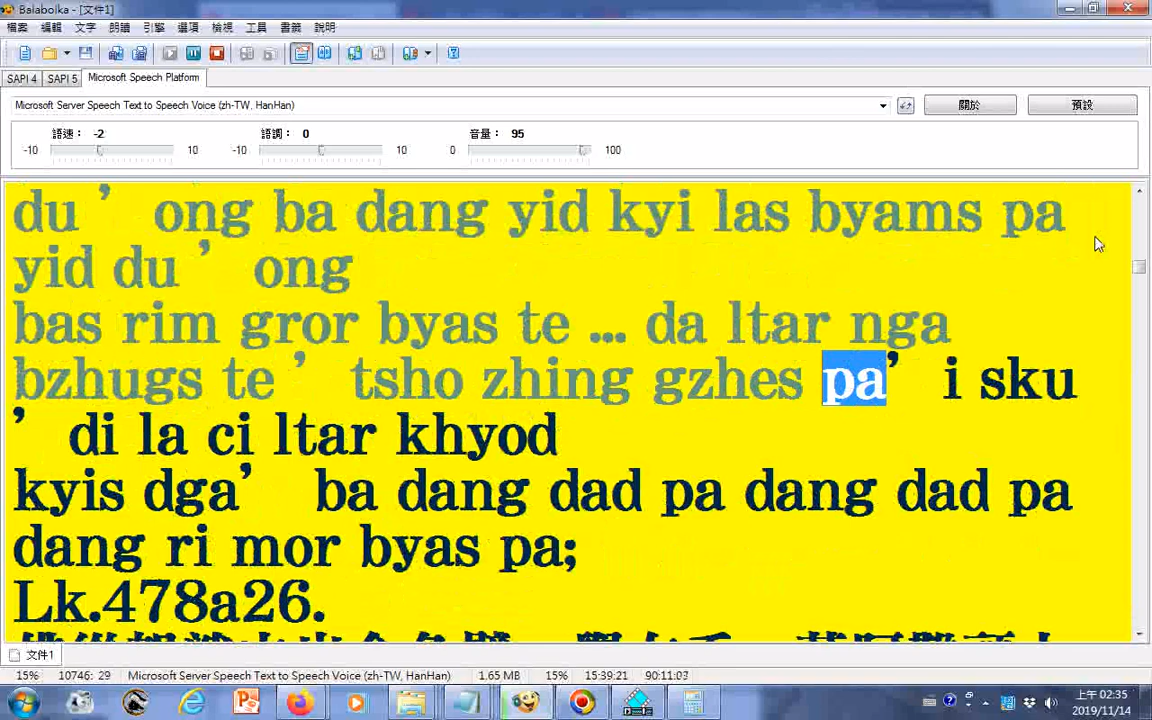 Balabolka - [文件1]
檔案 編輯 文字 朗讀 引擎 選項 檢視 工具 書籤 說明
SAPI 4 SAPI 5 Microsoft Speech Platform
Microsoft Server Speech Text to Speech Voice (zh-TW, HanHan) 關於 預設
語速： -2 語調： 0 音量： 95
-10 10 -10 10 0 100
du ’ ong ba dang yid kyi las byams pa
yid du ’ ong
bas rim gror byas te ... da ltar nga
bzhugs te ’ tsho zhing gzhes pa’ i sku
’ di la ci ltar khyod
kyis dga’ ba dang dad pa dang dad pa
dang ri mor byas pa;
Lk.478a26.
文件1
15% 10746: 29 Microsoft Server Speech Text to Speech Voice (zh-TW, HanHan) 1.65 MB 15% 15:39:21 90:11:03
上午 02:35
2019/11/14